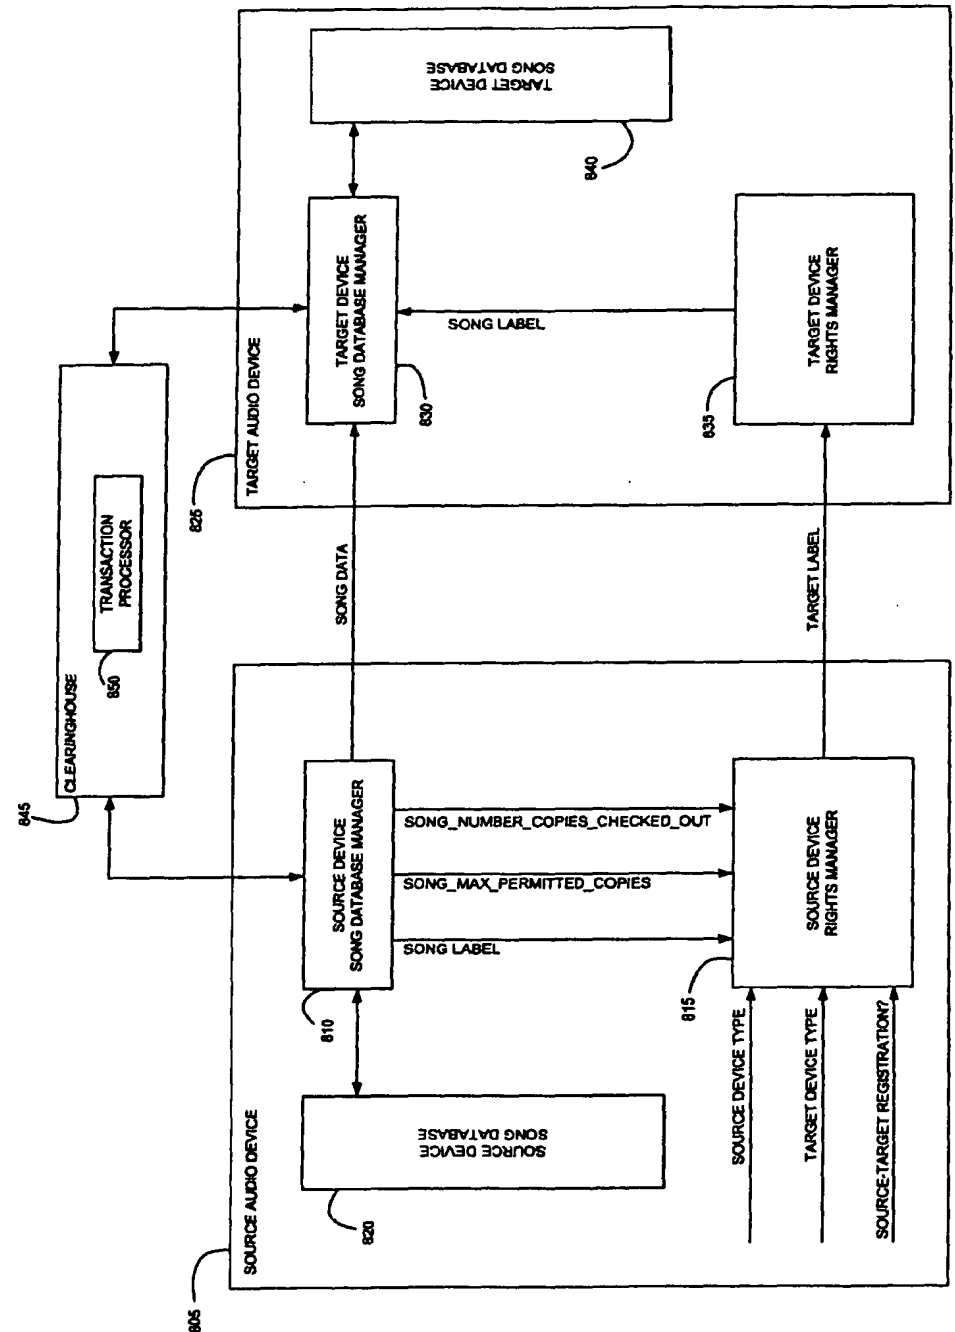 845
CLEARINGHOUSE
850
TRANSACTION
PROCESSOR
805
SOURCE AUDIO DEVICE
820
SOURCE DEVICE
SONG DATABASE
810
SOURCE DEVICE
SONG DATABASE MANAGER
SONG LABEL
SONG_MAX_PERMITTED_COPIES
SONG_NUMBER_COPIES_CHECKED_OUT
SOURCE DEVICE TYPE
TARGET DEVICE TYPE
SOURCE-TARGET REGISTRATION?
815
SOURCE DEVICE
RIGHTS MANAGER
SONG DATA
TARGET LABEL
825
TARGET AUDIO DEVICE
830
TARGET DEVICE
SONG DATABASE MANAGER
SONG LABEL
835
TARGET DEVICE
RIGHTS MANAGER
840
TARGET DEVICE
SONG DATABASE